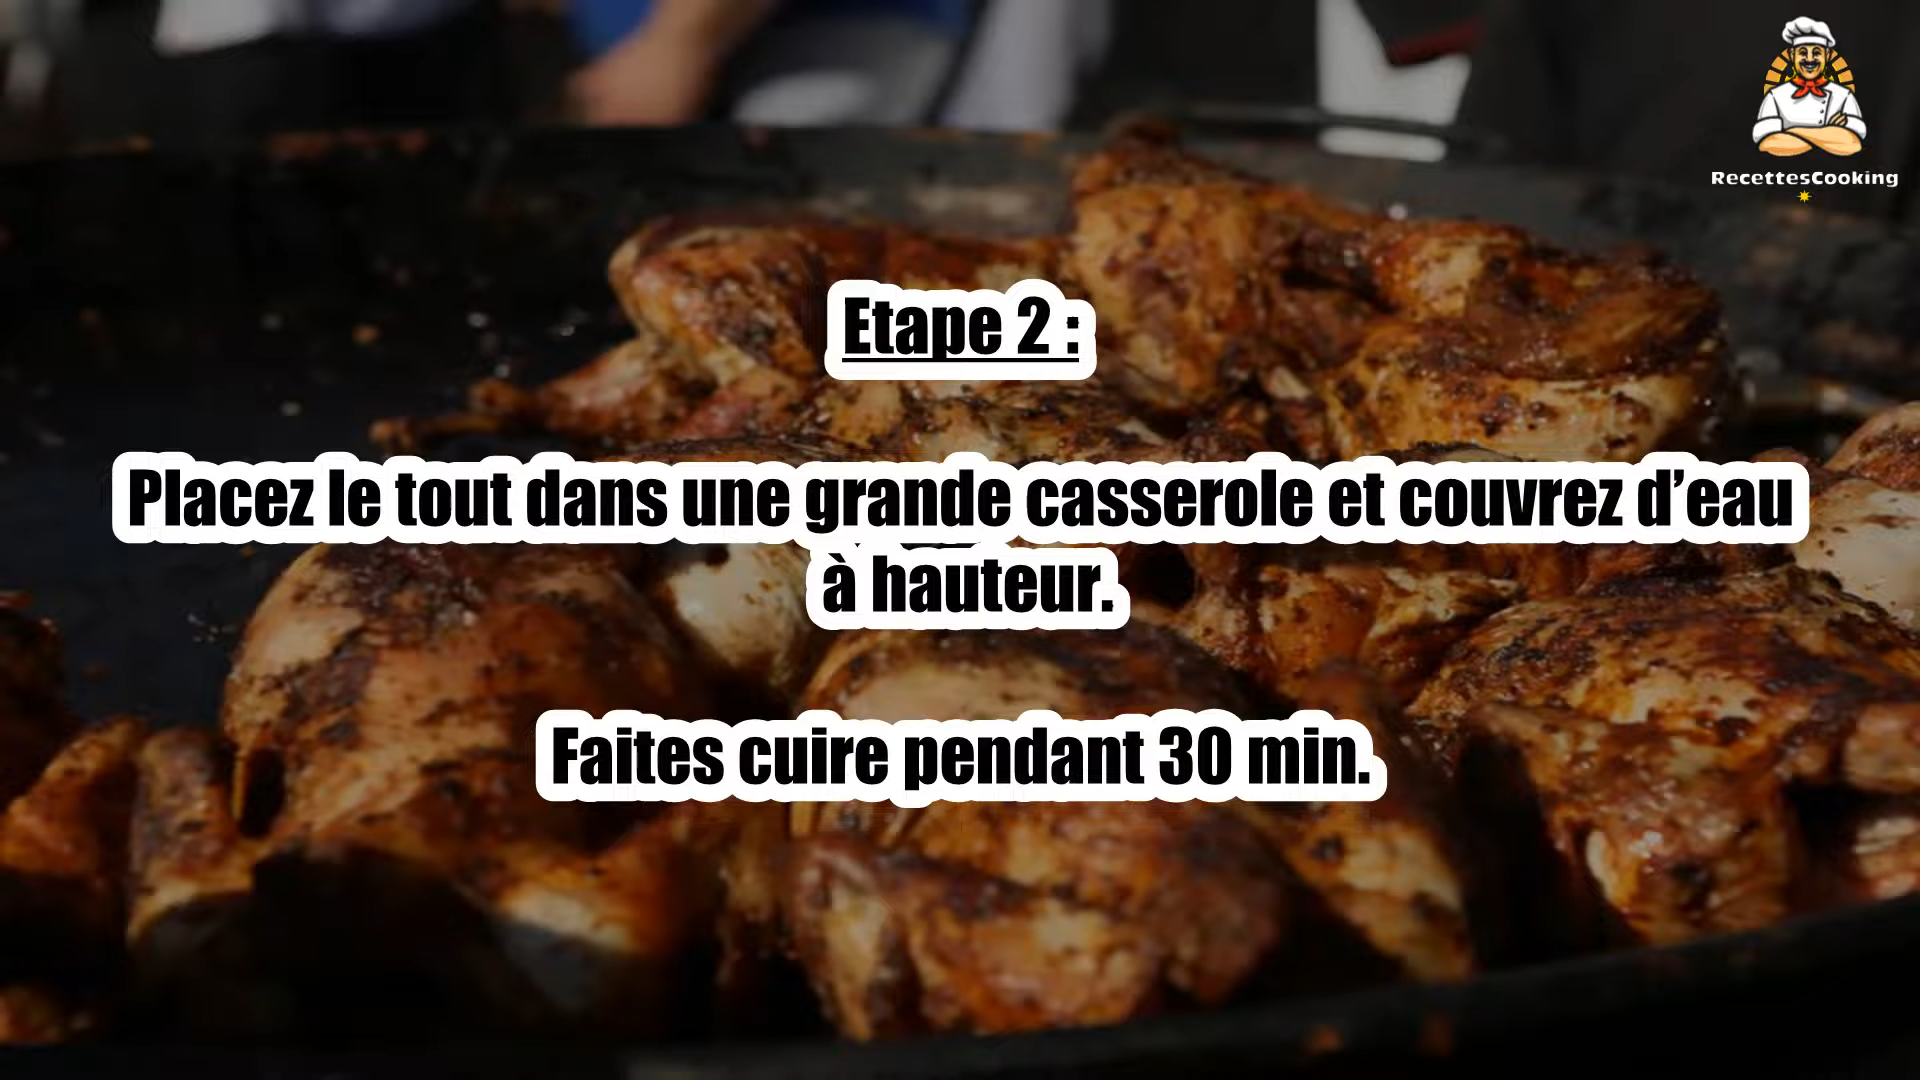 RecettesCooking
Etape 2 :
Placez le tout dans une grande casserole et couvrez d’eau
à hauteur.
Faites cuire pendant 30 min.